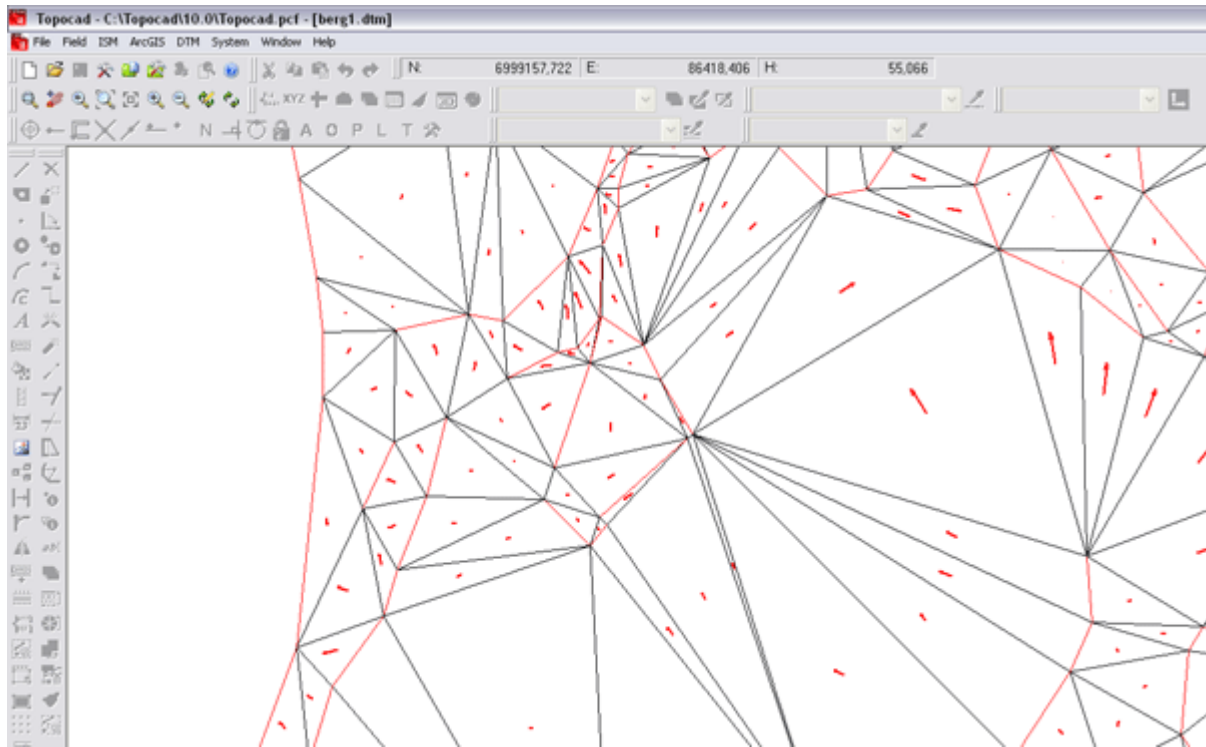 Topocad - C:\Topocad\10.0\Topocad.pcf - [berg1.dtm]
File Field ISM ArcGIS DTM System Window Help
N: 6999157,722 E: 86418,406 H: 55,066
XYZ 3D
N A O P L T
A